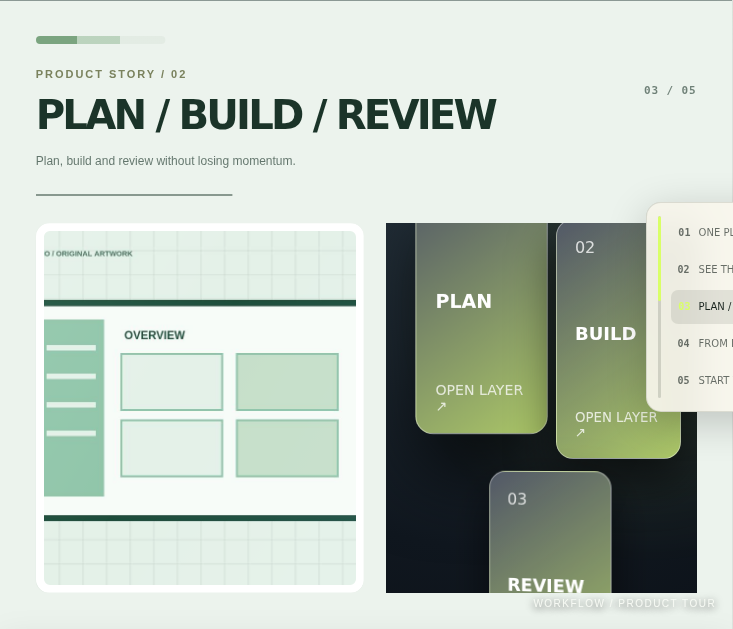 PRODUCT STORY / 02
03 / 05
PLAN / BUILD / REVIEW
Plan, build and review without losing momentum.
O / ORIGINAL ARTWORK
OVERVIEW
PLAN
OPEN LAYER
↗
02
BUILD
OPEN LAYER
↗
03
REVIEW
01 ONE PL
02 SEE TH
03 PLAN /
04 FROM
05 START
WORKFLOW / PRODUCT TOUR